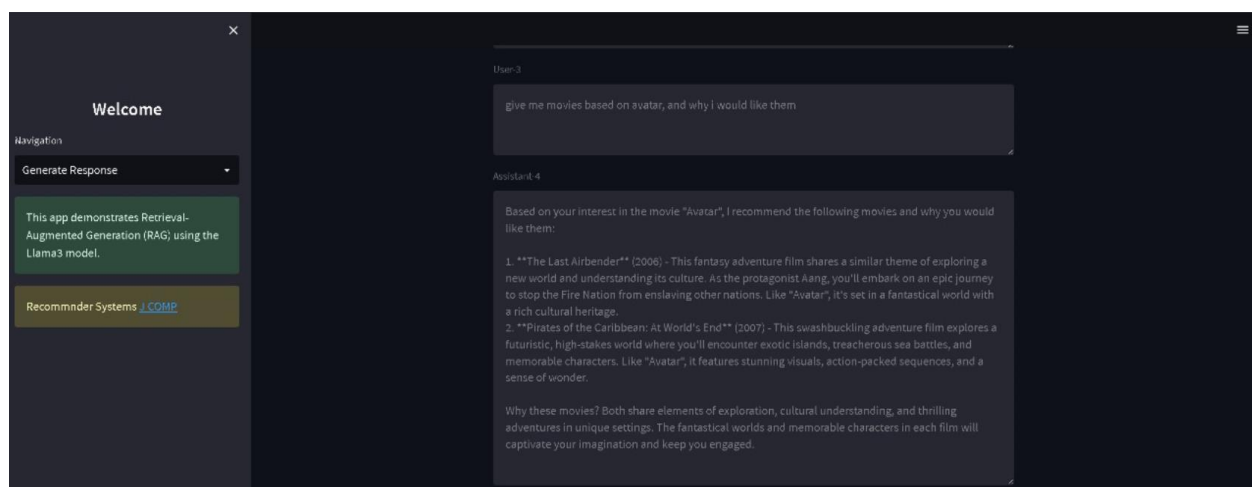 Welcome
Navigation
Generate Response
This app demonstrates Retrieval-
Augmented Generation (RAG) using the
Llama3 model.
Recommnder Systems J COMP
User-3
give me movies based on avatar, and why i would like them
Assistant-4
Based on your interest in the movie "Avatar", I recommend the following movies and why you would
like them:
1. **The Last Airbender** (2006) - This fantasy adventure film shares a similar theme of exploring a
new world and understanding its culture. As the protagonist Aang, you'll embark on an epic journey
to stop the Fire Nation from enslaving other nations. Like "Avatar", it's set in a fantastical world with
a rich cultural heritage.
2. **Pirates of the Caribbean: At World's End** (2007) - This swashbuckling adventure film explores a
futuristic, high-stakes world where you'll encounter exotic islands, treacherous sea battles, and
memorable characters. Like "Avatar", it features stunning visuals, action-packed sequences, and a
sense of wonder.
Why these movies? Both share elements of exploration, cultural understanding, and thrilling
adventures in unique settings. The fantastical worlds and memorable characters in each film will
captivate your imagination and keep you engaged.